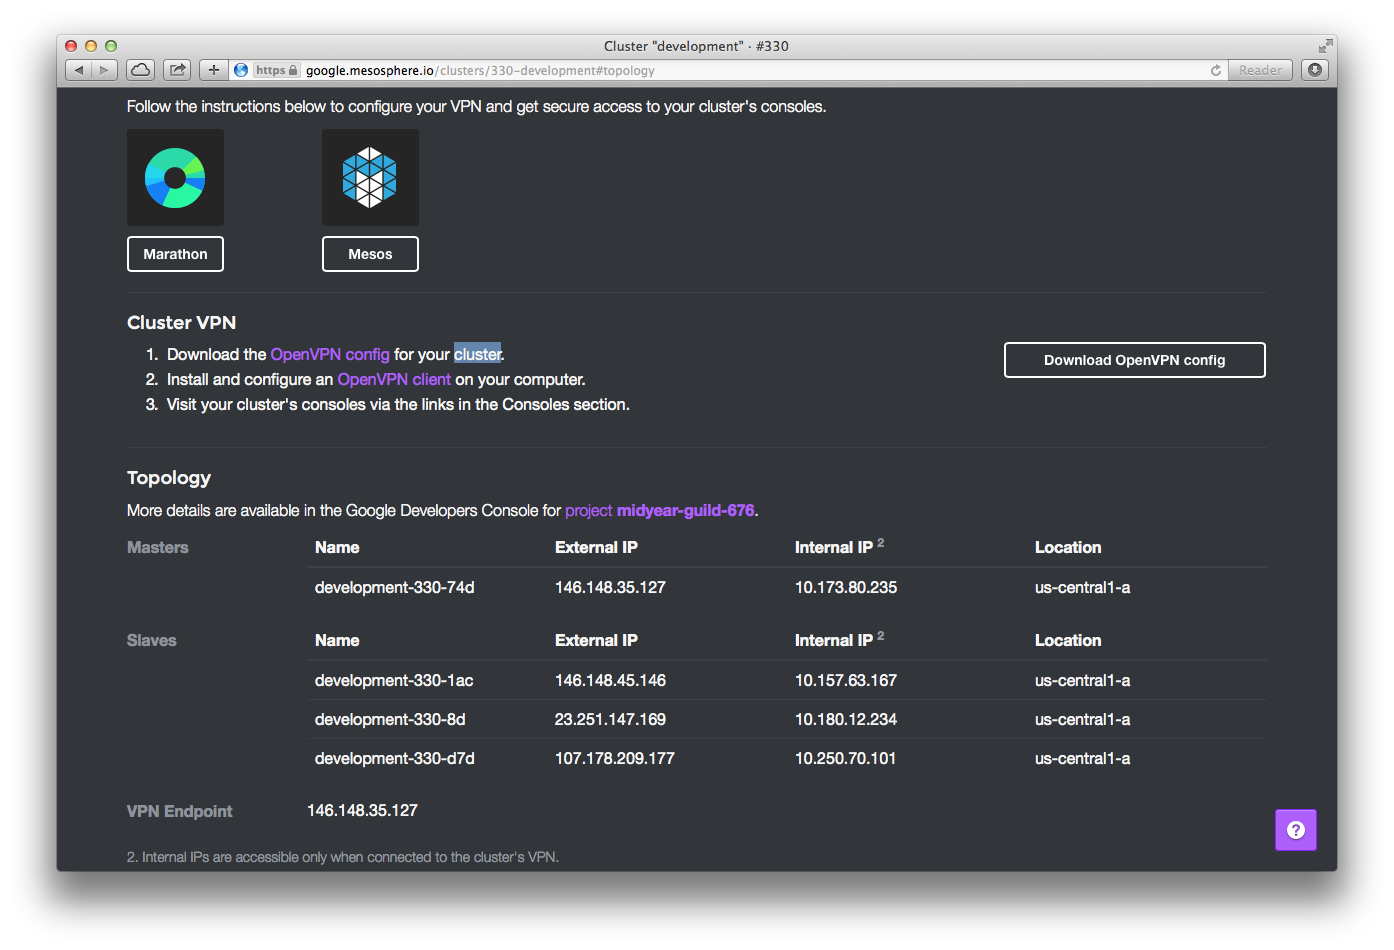 Cluster "development" · #330
https google.mesosphere.io/clusters/330-development#topology Reader
Follow the instructions below to configure your VPN and get secure access to your cluster's consoles.
Marathon Mesos
Cluster VPN
1. Download the OpenVPN config for your cluster.
Download OpenVPN config
2. Install and configure an OpenVPN client on your computer.
3. Visit your cluster's consoles via the links in the Consoles section.
Topology
More details are available in the Google Developers Console for project midyear-guild-676.
Masters Name External IP Internal IP 2 Location
development-330-74d 146.148.35.127 10.173.80.235 us-central1-a
Slaves Name External IP Internal IP 2 Location
development-330-1ac 146.148.45.146 10.157.63.167 us-central1-a
development-330-8d 23.251.147.169 10.180.12.234 us-central1-a
development-330-d7d 107.178.209.177 10.250.70.101 us-central1-a
VPN Endpoint 146.148.35.127
?
2. Internal IPs are accessible only when connected to the cluster's VPN.